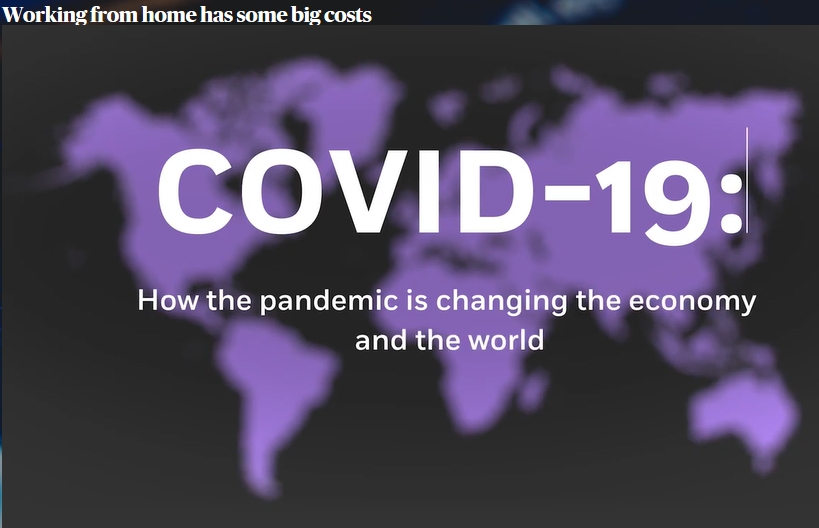 Working from home has some big costs
COVID-19:
How the pandemic is changing the economy
and the world